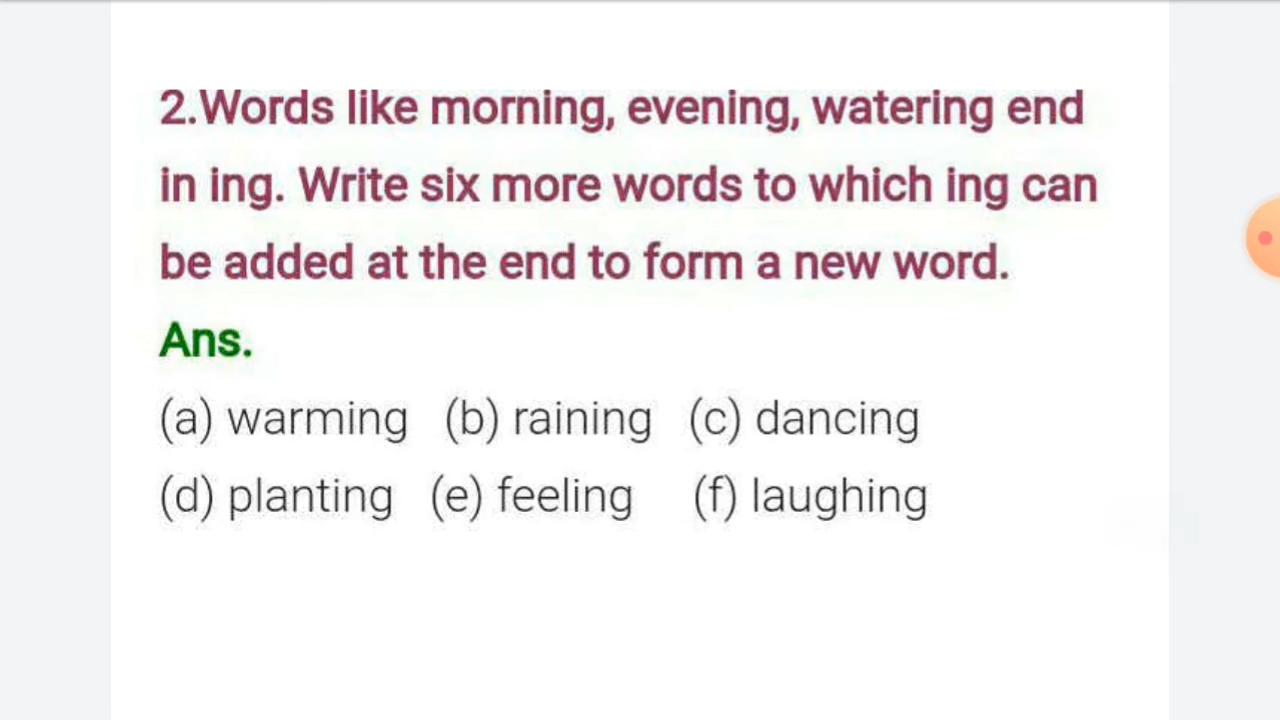 2.Words like morning, evening, watering end
in ing. Write six more words to which ing can
be added at the end to form a new word.
Ans.
(a) warming (b) raining (c) dancing
(d) planting (e) feeling (f) laughing